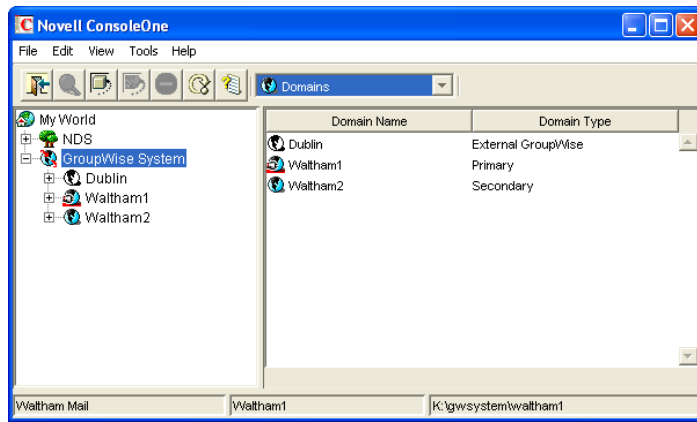 Novell ConsoleOne
File Edit View Tools Help
Domains
My World
NDS
GroupWise System
Dublin
Waltham1
Waltham2
Domain Name Domain Type
Dublin External GroupWise
Waltham1 Primary
Waltham2 Secondary
Waltham Mail Waltham1 K:\gwsystem\waltham1